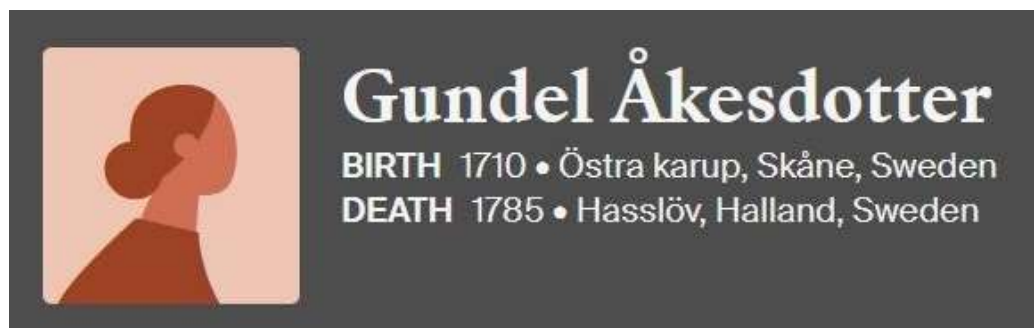 Gundel Åkesdotter
BIRTH 1710 • Östra karup, Skåne, Sweden
DEATH 1785 • Hasslöv, Halland, Sweden